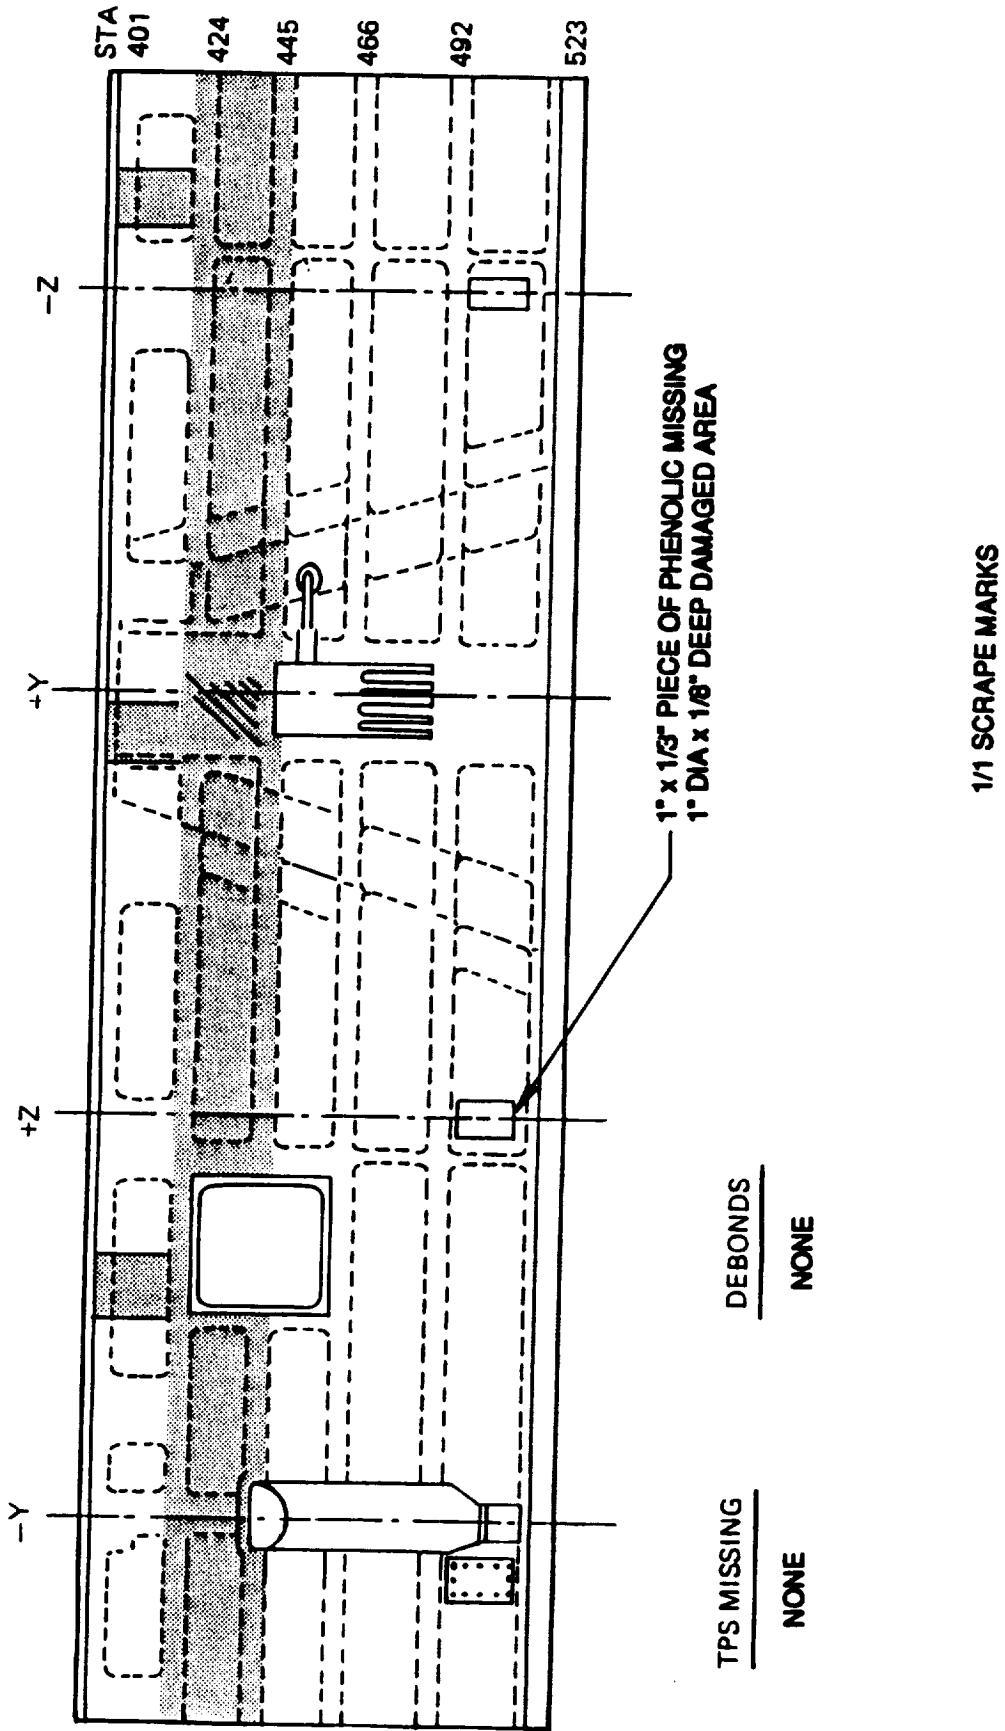 STA
401
424
445
466
492
523
-Y
+Z
+Y
-Z
1" x 1/3" PIECE OF PHENOLIC MISSING
1" DIA x 1/8" DEEP DAMAGED AREA
TPS MISSING
NONE
DEBONDS
NONE
1/1 SCRAPE MARKS